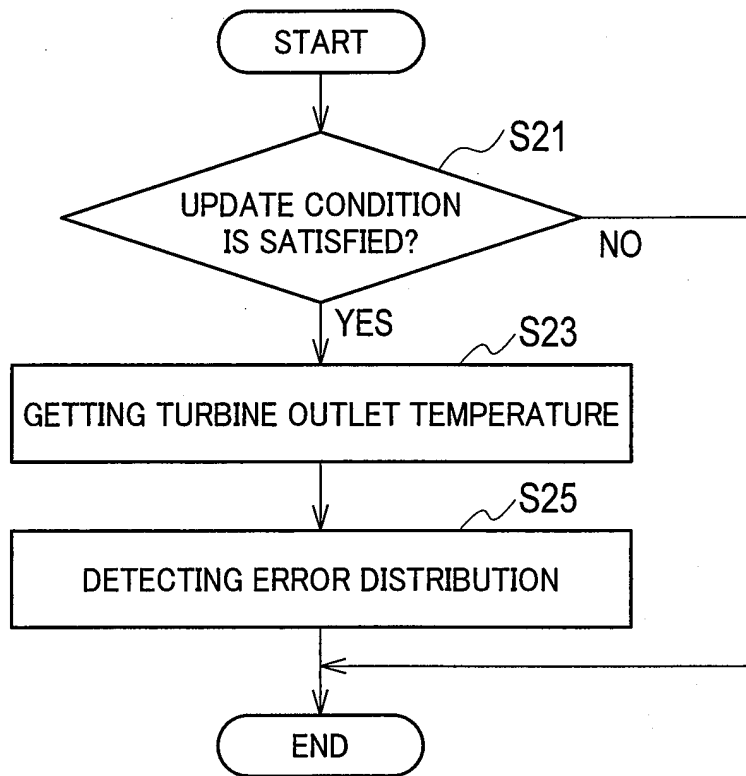 START
S21
UPDATE CONDITION
IS SATISFIED?
NO
YES
S23
GETTING TURBINE OUTLET TEMPERATURE
S25
DETECTING ERROR DISTRIBUTION
END